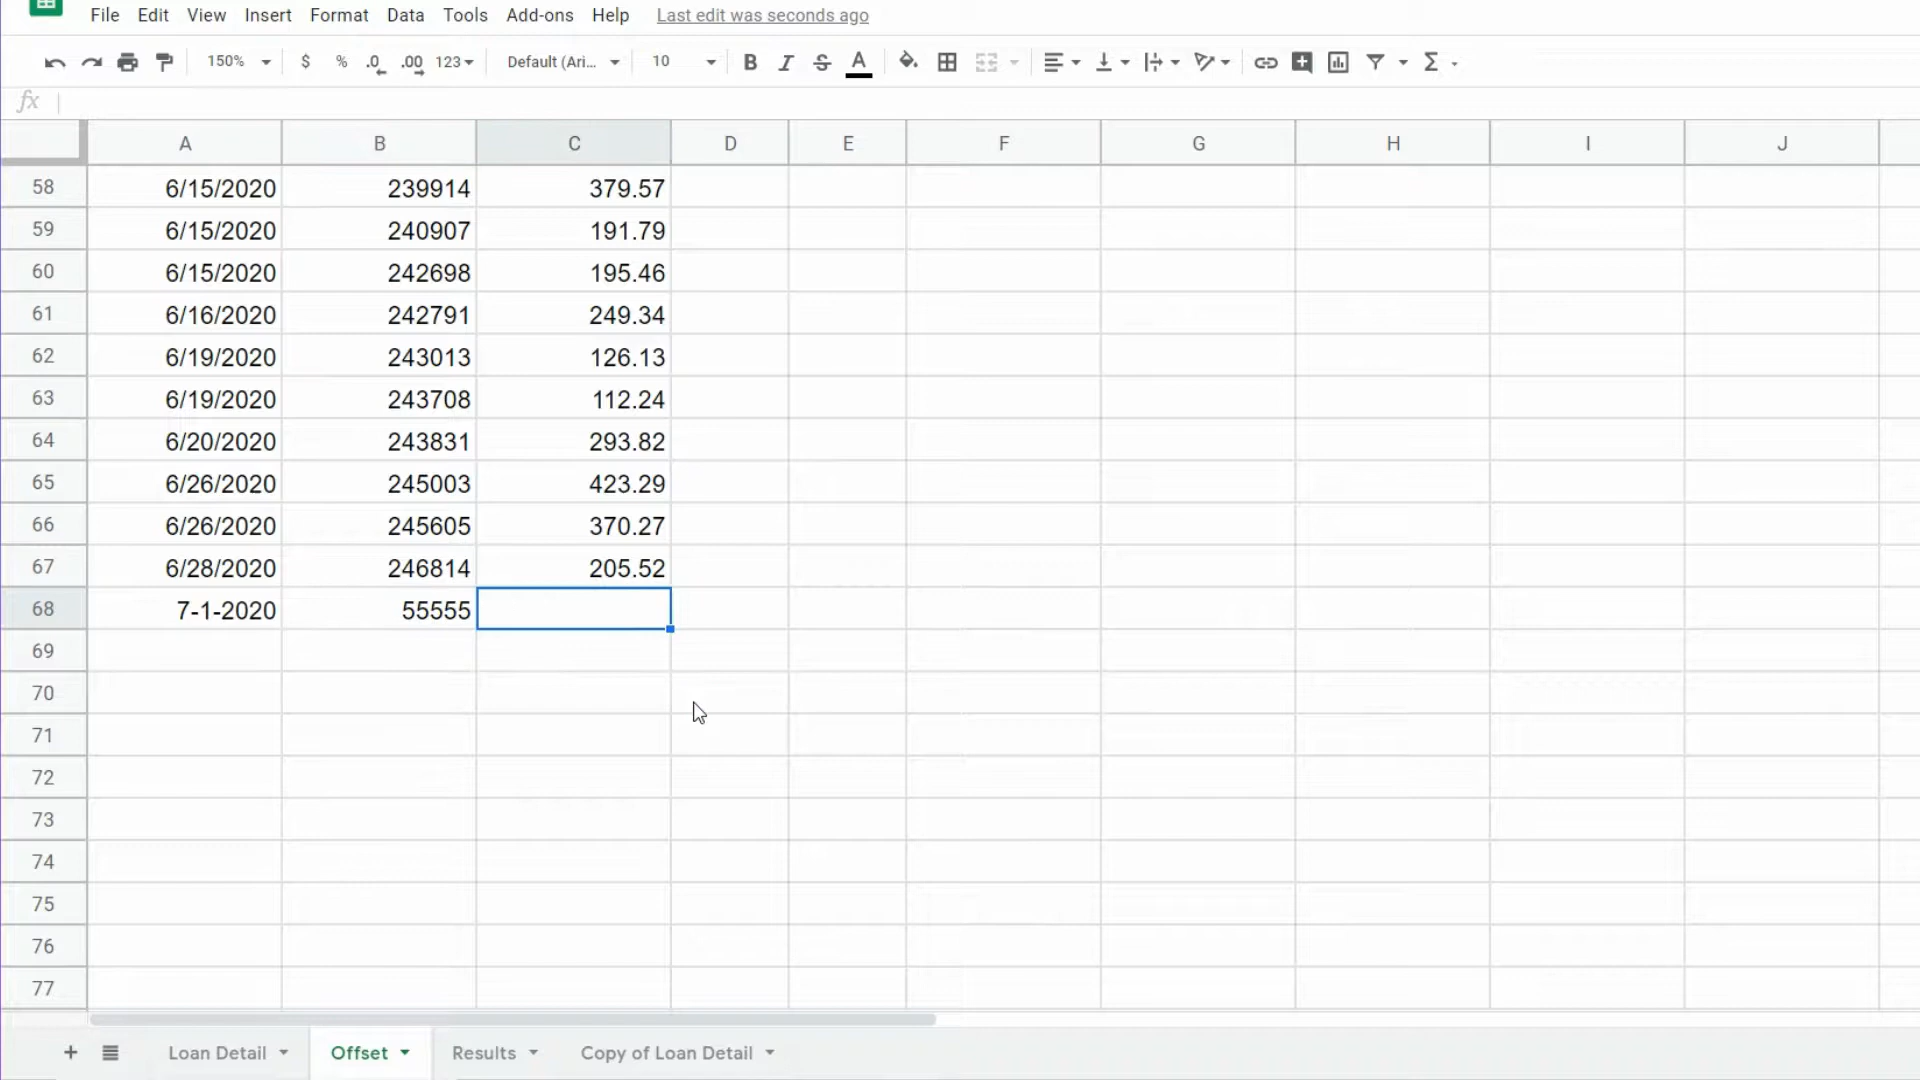 File Edit View Insert Format Data Tools Add-ons Help Last edit was seconds ago
150% $ % .0 .00 123 Default (Ari... 10 B I S A Σ
fx
A B C D E F G H I J
58 6/15/2020 239914 379.57
59 6/15/2020 240907 191.79
60 6/15/2020 242698 195.46
61 6/16/2020 242791 249.34
62 6/19/2020 243013 126.13
63 6/19/2020 243708 112.24
64 6/20/2020 243831 293.82
65 6/26/2020 245003 423.29
66 6/26/2020 245605 370.27
67 6/28/2020 246814 205.52
68 7-1-2020 55555
69
70
71
72
73
74
75
76
77
+ Loan Detail Offset Results Copy of Loan Detail